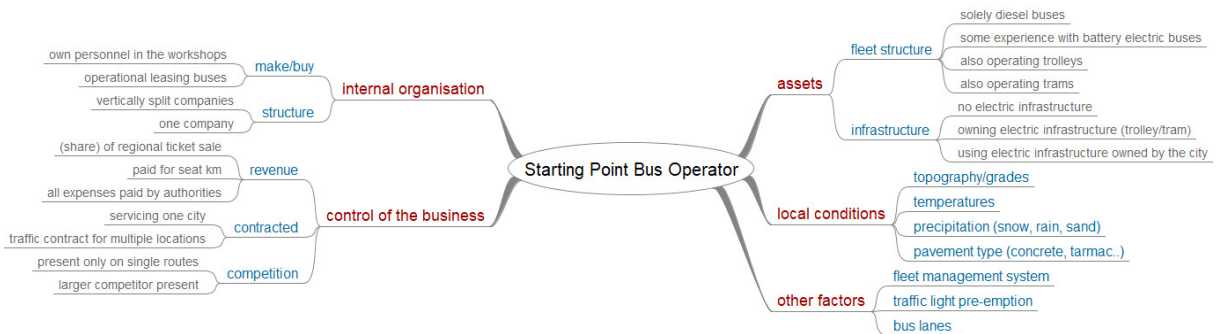 Starting Point Bus Operator
internal organisation
make/buy
own personnel in the workshops
operational leasing buses
structure
vertically split companies
one company
control of the business
revenue
(share) of regional ticket sale
paid for seat km
all expenses paid by authorities
contracted
servicing one city
traffic contract for multiple locations
competition
present only on single routes
larger competitor present
assets
fleet structure
solely diesel buses
some experience with battery electric buses
also operating trolleys
also operating trams
infrastructure
no electric infrastructure
owning electric infrastructure (trolley/tram)
using electric infrastructure owned by the city
local conditions
topography/grades
temperatures
precipitation (snow, rain, sand)
pavement type (concrete, tarmac..)
other factors
fleet management system
traffic light pre-emption
bus lanes